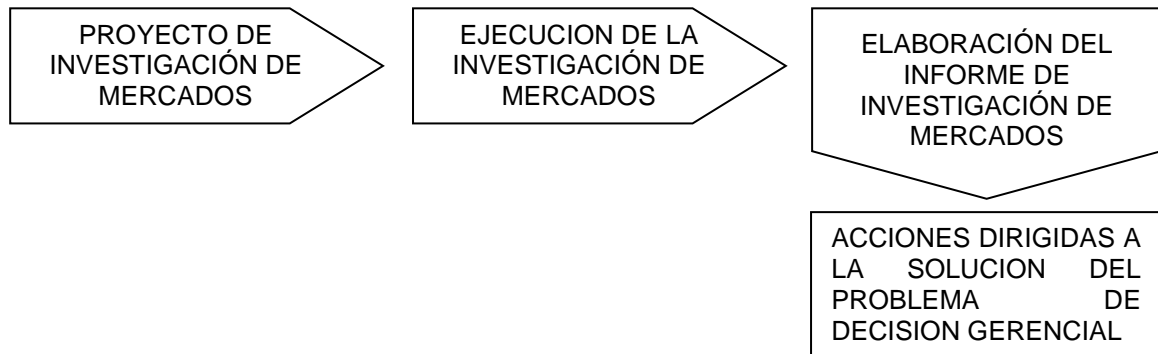 PROYECTO DE
INVESTIGACIÓN DE
MERCADOS
EJECUCION DE LA
INVESTIGACIÓN DE
MERCADOS
ELABORACIÓN DEL
INFORME DE
INVESTIGACIÓN DE
MERCADOS
ACCIONES DIRIGIDAS A
LA SOLUCION DEL
PROBLEMA DE
DECISION GERENCIAL